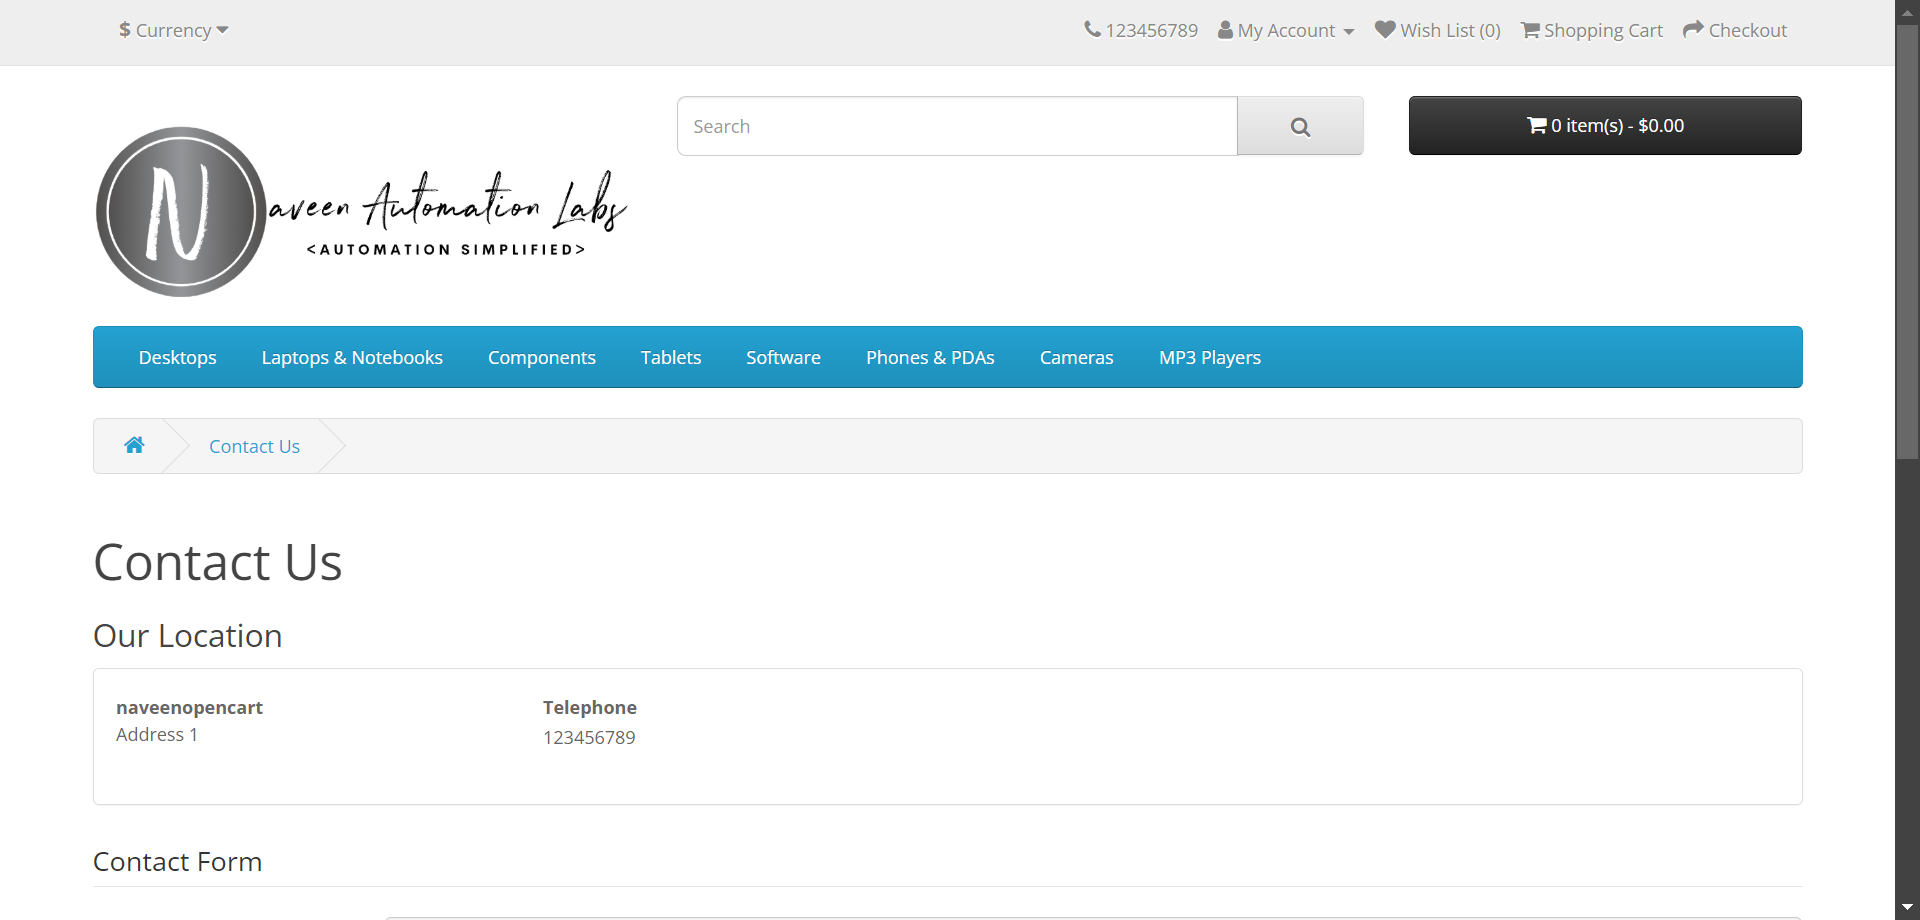 $ Currency
123456789 My Account Wish List (0) Shopping Cart Checkout
Search
0 item(s) - $0.00
Naveen Automation Labs
<AUTOMATION SIMPLIFIED>
Desktops Laptops & Notebooks Components Tablets Software Phones & PDAs Cameras MP3 Players
Contact Us
Contact Us
Our Location
naveenopencart
Address 1
Telephone
123456789
Contact Form